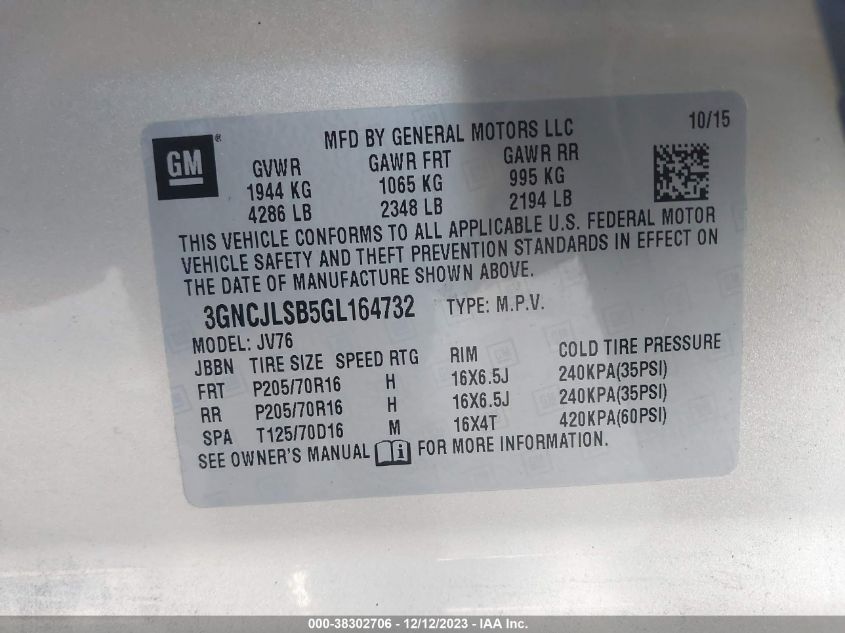 GM ®
MFD BY GENERAL MOTORS LLC 10/15
GVWR GAWR FRT GAWR RR
1944 KG 1065 KG 995 KG
4286 LB 2348 LB 2194 LB
THIS VEHICLE CONFORMS TO ALL APPLICABLE U.S. FEDERAL MOTOR
VEHICLE SAFETY AND THEFT PREVENTION STANDARDS IN EFFECT ON
THE DATE OF MANUFACTURE SHOWN ABOVE.
3GNCJLSB5GL164732 TYPE: M.P.V.
MODEL: JV76
JBBN TIRE SIZE SPEED RTG RIM COLD TIRE PRESSURE
FRT P205/70R16 H 16X6.5J 240KPA(35PSI)
RR P205/70R16 H 16X6.5J 240KPA(35PSI)
SPA T125/70D16 M 16X4T 420KPA(60PSI)
SEE OWNER'S MANUAL i FOR MORE INFORMATION.
000-38302706 - 12/12/2023 - IAA Inc.